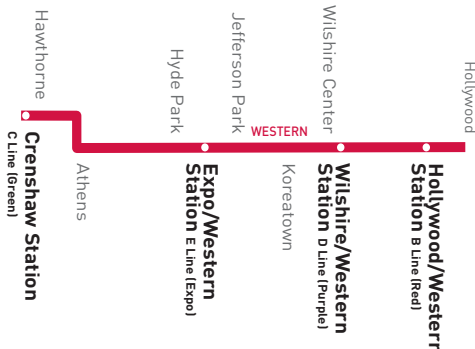 Hollywood
Hollywood/Western
Station B Line (Red)
Wilshire Center
Wilshire/Western
Station D Line (Purple)
WESTERN
Koreatown
Jefferson Park
Expo/Western
Station E Line (Expo)
Hyde Park
Athens
Hawthorne
Crenshaw Station
C Line (Green)